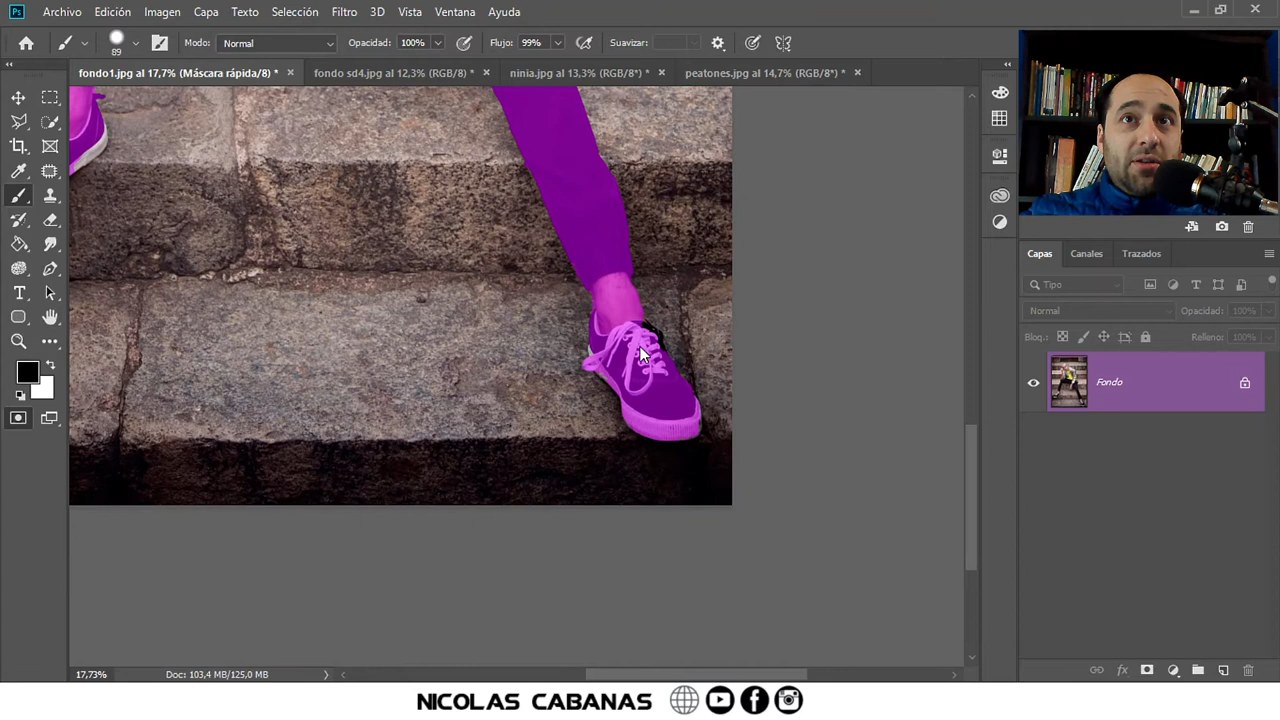 Ps Archivo Edición Imagen Capa Texto Selección Filtro 3D Vista Ventana Ayuda
89 Modo: Normal Opacidad: 100% Flujo: 99% Suavizar:
fondo1.jpg al 17,7% (Máscara rápida/8) * × fondo sd4.jpg al 12,3% (RGB/8) * × ninia.jpg al 13,3% (RGB/8*) * × peatones.jpg al 14,7% (RGB/8*) * ×
Capas Canales Trazados
Tipo
Normal Opacidad: 100%
Bloq.: Relleno: 100%
Fondo
17,73% Doc: 103,4 MB/125,0 MB
NICOLAS CABANAS